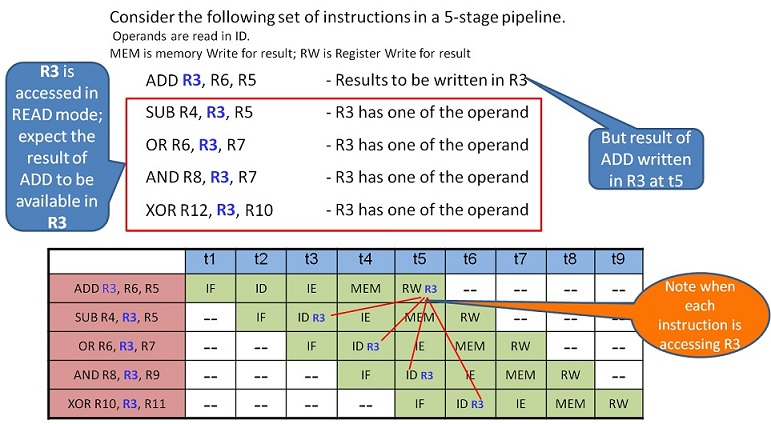 Consider the following set of instructions in a 5-stage pipeline.
Operands are read in ID.
MEM is memory Write for result; RW is Register Write for result
R3 is
accessed in
READ mode;
expect the
result of
ADD to be
available in
R3
ADD R3, R6, R5 - Results to be written in R3
SUB R4, R3, R5 - R3 has one of the operand
OR R6, R3, R7 - R3 has one of the operand
AND R8, R3, R7 - R3 has one of the operand
XOR R12, R3, R10 - R3 has one of the operand
But result of
ADD written
in R3 at t5
t1 t2 t3 t4 t5 t6 t7 t8 t9
ADD R3, R6, R5 IF ID IE MEM RW R3 -- -- -- --
SUB R4, R3, R5 -- IF ID R3 IE MEM RW -- -- --
OR R6, R3, R7 -- -- IF ID R3 IE MEM RW -- --
AND R8, R3, R9 -- -- -- IF ID R3 IE MEM RW --
XOR R10, R3, R11 -- -- -- -- IF ID R3 IE MEM RW
Note when
each
instruction is
accessing R3